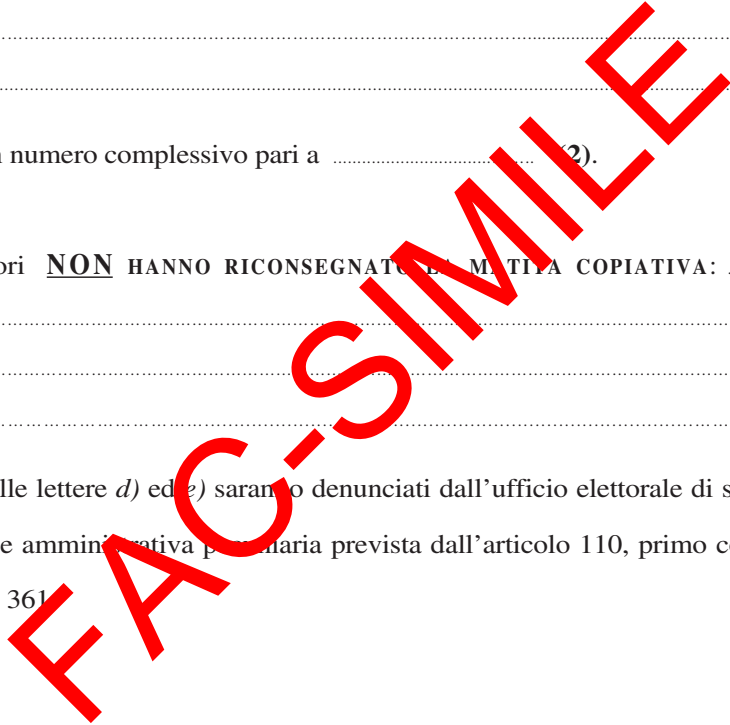 n numero complessivo pari a ........................................ (2).
ori NON HANNO RICONSEGNATO LA MATITA COPIATIVA:
lle lettere d) ed e) saranno denunciati dall’ufficio elettorale di s
e amministrativa pecuniaria prevista dall’articolo 110, primo c
361
FAC-SIMILE